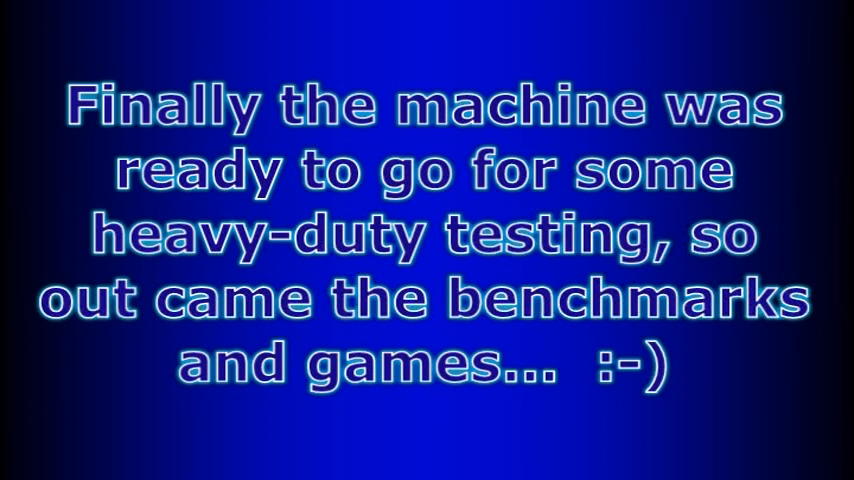 Finally the machine was
ready to go for some
heavy-duty testing, so
out came the benchmarks
and games...  :-)